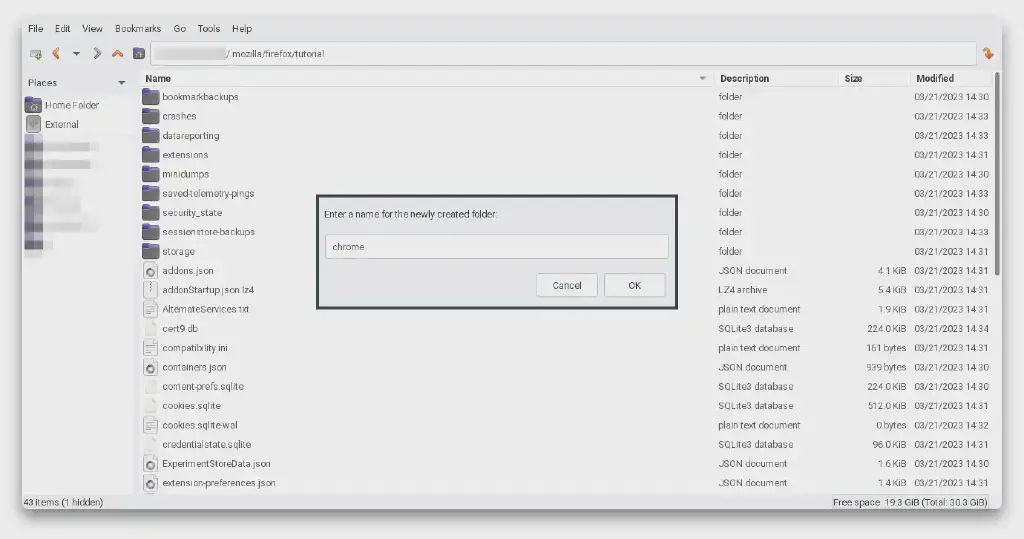 File Edit View Bookmarks Go Tools Help
/.mozilla/firefox/tutorial
Places
Home Folder
External
Name Description Size Modified
bookmarkbackups folder 03/21/2023 14:30
crashes folder 03/21/2023 14:33
datareporting folder 03/21/2023 14:33
extensions folder 03/21/2023 14:31
minidumps folder 03/21/2023 14:30
saved-telemetry-pings folder 03/21/2023 14:33
security_state folder 03/21/2023 14:30
sessionstore-backups folder 03/21/2023 14:33
storage folder 03/21/2023 14:31
addons.json JSON document 4.1 KiB 03/21/2023 14:31
addonStartup.json.lz4 LZ4 archive 5.4 KiB 03/21/2023 14:31
AlternateServices.txt plain text document 1.9 KiB 03/21/2023 14:31
cert9.db SQLite3 database 224.0 KiB 03/21/2023 14:34
compatibility.ini plain text document 161 bytes 03/21/2023 14:31
containers.json JSON document 939 bytes 03/21/2023 14:30
content-prefs.sqlite SQLite3 database 224.0 KiB 03/21/2023 14:30
cookies.sqlite SQLite3 database 512.0 KiB 03/21/2023 14:31
cookies.sqlite-wal plain text document 0 bytes 03/21/2023 14:32
credentialstate.sqlite SQLite3 database 96.0 KiB 03/21/2023 14:31
ExperimentStoreData.json JSON document 1.6 KiB 03/21/2023 14:30
extension-preferences.json JSON document 1.4 KiB 03/21/2023 14:31
Enter a name for the newly created folder:
chrome
Cancel OK
43 items (1 hidden) Free space: 19.3 GiB (Total: 30.3 GiB)